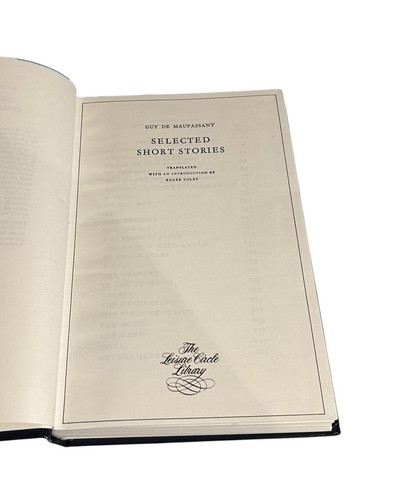 GUY DE MAUPASSANT
SELECTED
SHORT STORIES
TRANSLATED
WITH AN INTRODUCTION BY
ROGER COLET
The
Leisure Circle
Library